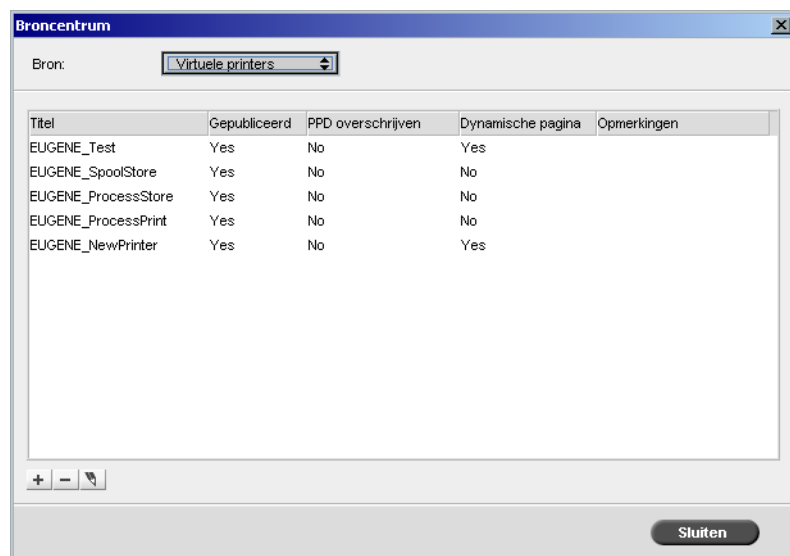 Broncentrum
Bron: Virtuele printers
Titel Gepubliceerd PPD overschrijven Dynamische pagina Opmerkingen
EUGENE_Test Yes No Yes
EUGENE_SpoolStore Yes No No
EUGENE_ProcessStore Yes No No
EUGENE_ProcessPrint Yes No No
EUGENE_NewPrinter Yes No Yes
Sluiten